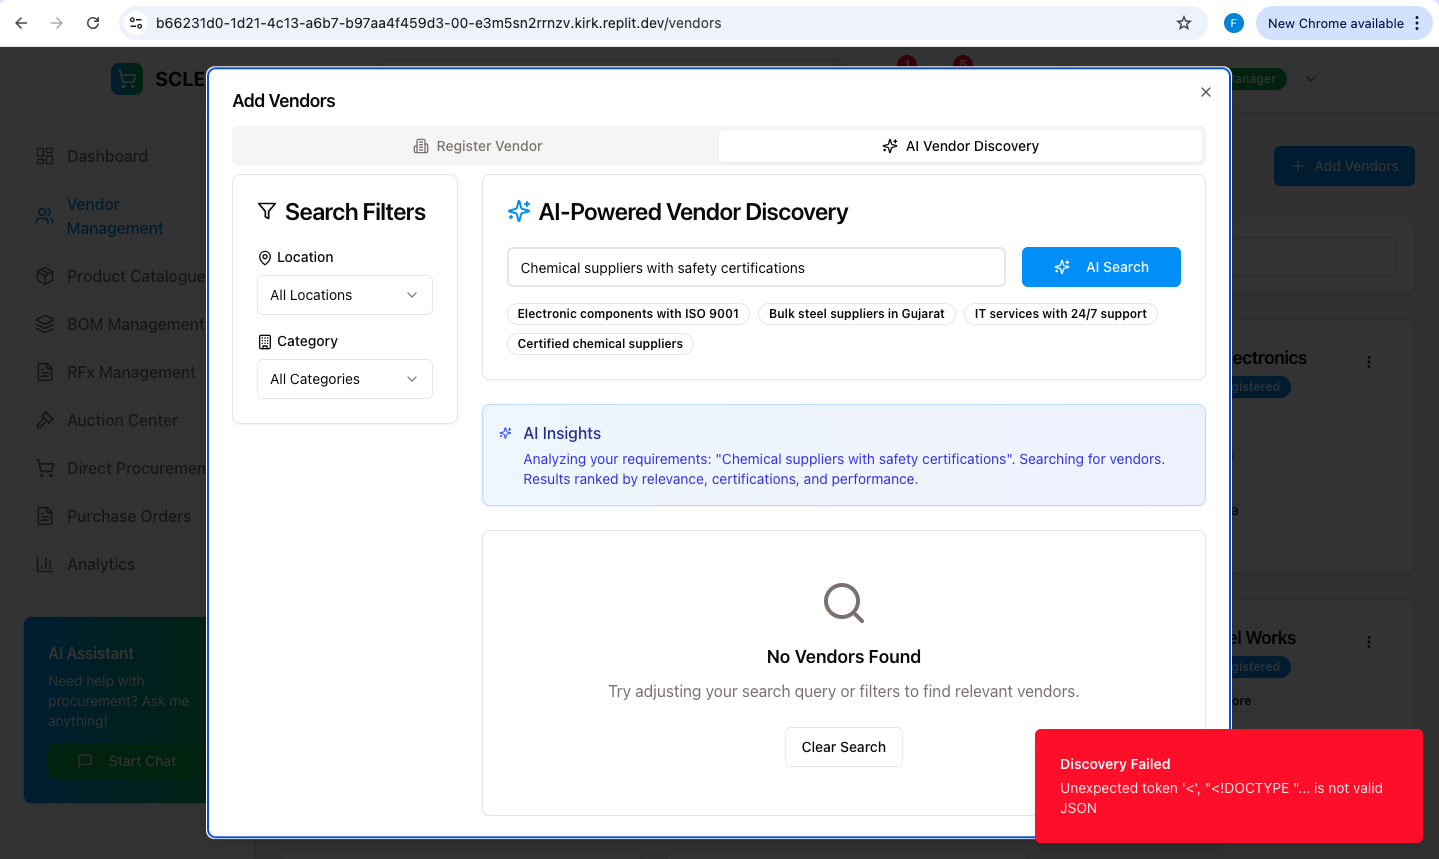 b66231d0-1d21-4c13-a6b7-b97aa4f459d3-00-e3m5sn2rrnzv.kirk.replit.dev/vendors
F
New Chrome available
SCLE
1
5
anager
Add Vendors
Register Vendor
AI Vendor Discovery
Dashboard
Vendor
Management
Product Catalogue
BOM Management
RFx Management
Auction Center
Direct Procuremen
Purchase Orders
Analytics
AI Assistant
Need help with
procurement? Ask me
anything!
Start Chat
Search Filters
Location
All Locations
Category
All Categories
AI-Powered Vendor Discovery
Chemical suppliers with safety certifications
AI Search
Electronic components with ISO 9001
Bulk steel suppliers in Gujarat
IT services with 24/7 support
Certified chemical suppliers
AI Insights
Analyzing your requirements: "Chemical suppliers with safety certifications". Searching for vendors.
Results ranked by relevance, certifications, and performance.
No Vendors Found
Try adjusting your search query or filters to find relevant vendors.
Clear Search
Add Vendors
ectronics
gistered
a
el Works
gistered
ore
Discovery Failed
Unexpected token '<', "<!DOCTYPE "... is not valid
JSON